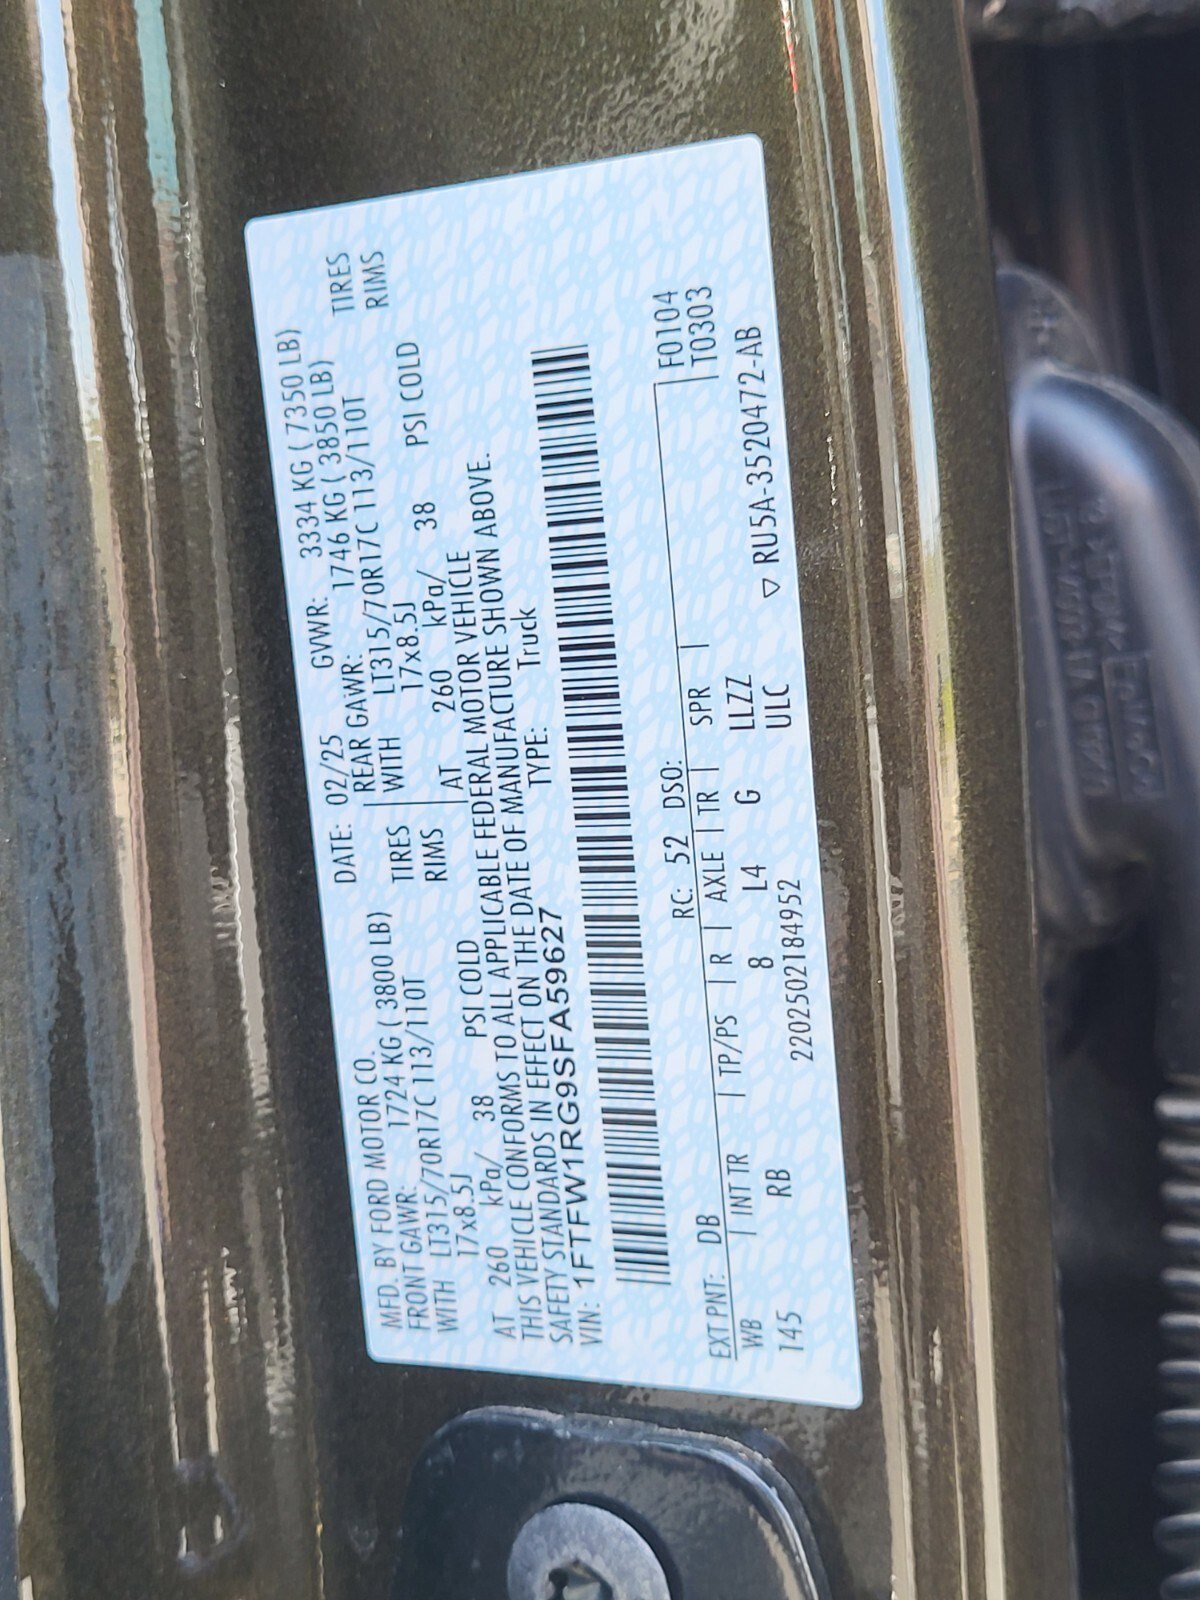 MFD. BY FORD MOTOR CO. DATE: 02/25 GVWR: 3334 KG ( 7350 LB)
FRONT GAWR: 1724 KG ( 3800 LB) REAR GAWR: 1746 KG ( 3850 LB)
WITH LT315/70R17C 113/110T TIRES WITH LT315/70R17C 113/110T TIRES
17x8.5J RIMS 17x8.5J RIMS
AT 260 kPa/ 38 PSI COLD AT 260 kPa/ 38 PSI COLD
THIS VEHICLE CONFORMS TO ALL APPLICABLE FEDERAL MOTOR VEHICLE
SAFETY STANDARDS IN EFFECT ON THE DATE OF MANUFACTURE SHOWN ABOVE.
VIN: 1FTFW1RG9SFA59627 TYPE: Truck
EXT PNT: DB RC: 52 DSO: F0104
WB INT TR TP/PS R AXLE TR SPR T0303
145 RB 8 L4 G LLZZ
ULC
2202502184952 ▽ RU5A-3520472-AB